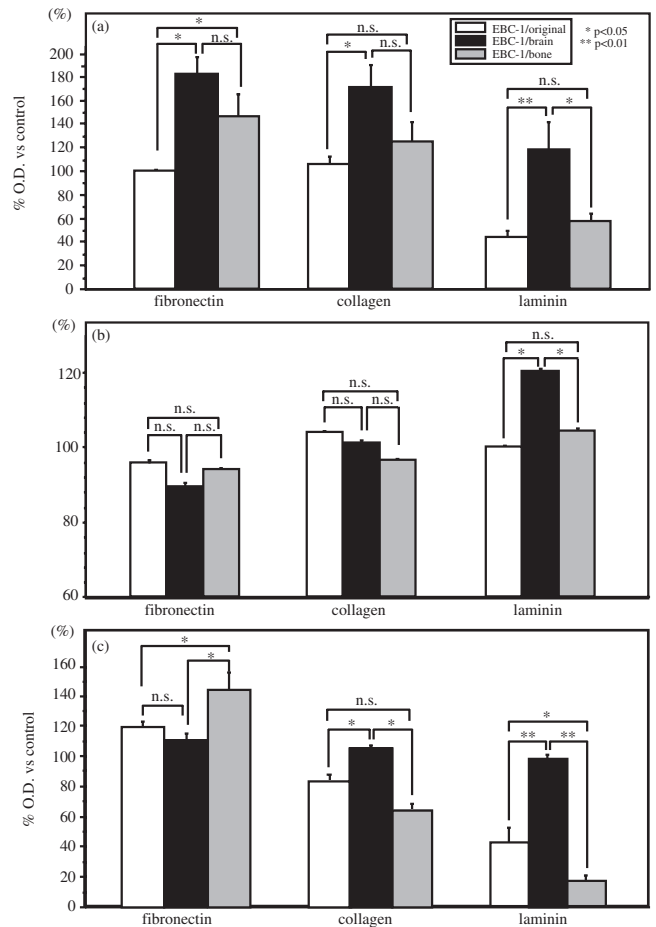 (%)
(a)
EBC-1/original
EBC-1/brain
EBC-1/bone
* p<0.05
** p<0.01
200
180
160
140
120
100
80
60
40
20
0
% O.D. vs control
*
* n.s.
n.s.
* n.s.
n.s.
** *
fibronectin collagen laminin
(%)
(b)
120
100
80
60
n.s.
n.s. n.s.
n.s.
n.s. n.s.
n.s.
* *
fibronectin collagen laminin
(%)
(c)
160
140
120
100
80
60
40
20
0
% O.D. vs control
*
*
n.s.
n.s.
* *
*
** **
fibronectin collagen laminin